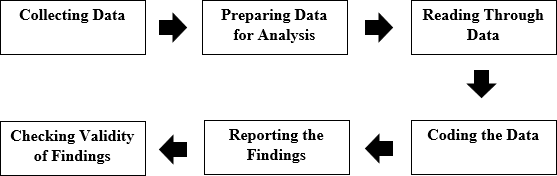 Collecting Data
Preparing Data
for Analysis
Reading Through
Data
Coding the Data
Reporting the
Findings
Checking Validity
of Findings